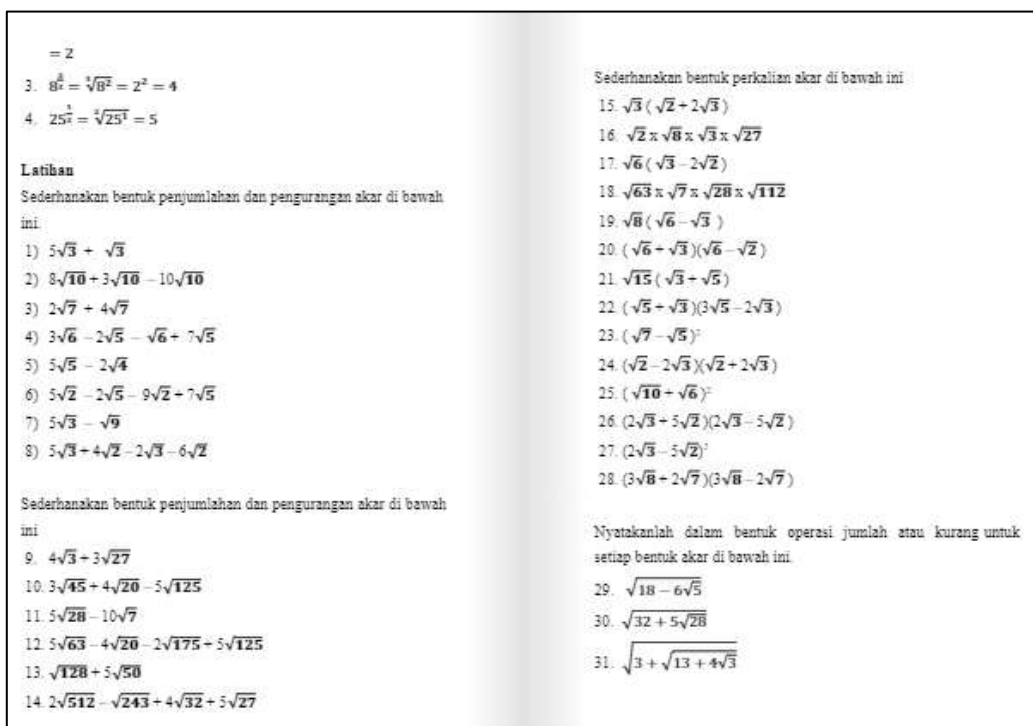 = 2
3. 8^{2/3} = ∛(8²) = 2² = 4
4. 25^{1/2} = ²√(25¹) = 5
Latihan
Sederhanakan bentuk penjumlahan dan pengurangan akar di bawah
ini.
1) 5√3 + √3
2) 8√10 + 3√10 - 10√10
3) 2√7 + 4√7
4) 3√6 - 2√5 - √6 + 7√5
5) 5√5 - 2√4
6) 5√2 - 2√5 - 9√2 + 7√5
7) 5√3 - √9
8) 5√3 + 4√2 - 2√3 - 6√2
Sederhanakan bentuk penjumlahan dan pengurangan akar di bawah
ini
9. 4√3 + 3√27
10. 3√45 + 4√20 - 5√125
11. 5√28 - 10√7
12. 5√63 - 4√20 - 2√175 + 5√125
13. √128 + 5√50
14. 2√512 - √243 + 4√32 + 5√27
Sederhanakan bentuk perkalian akar di bawah ini
15. √3 ( √2 + 2√3 )
16. √2 x √8 x √3 x √27
17. √6 ( √3 - 2√2 )
18. √63 x √7 x √28 x √112
19. √8 ( √6 - √3 )
20. ( √6 + √3 )(√6 - √2 )
21. √15 ( √3 + √5 )
22. ( √5 + √3 )(3√5 - 2√3 )
23. ( √7 - √5 )²
24. (√2 - 2√3 )(√2 + 2√3 )
25. ( √10 + √6 )²
26. (2√3 + 5√2 )(2√3 - 5√2 )
27. (2√3 - 5√2)²
28. (3√8 + 2√7 )(3√8 - 2√7 )
Nyatakanlah dalam bentuk operasi jumlah atau kurang untuk
setiap bentuk akar di bawah ini.
29. √(18 - 6√5)
30. √(32 + 5√28)
31. √(3 + √(13 + 4√3))